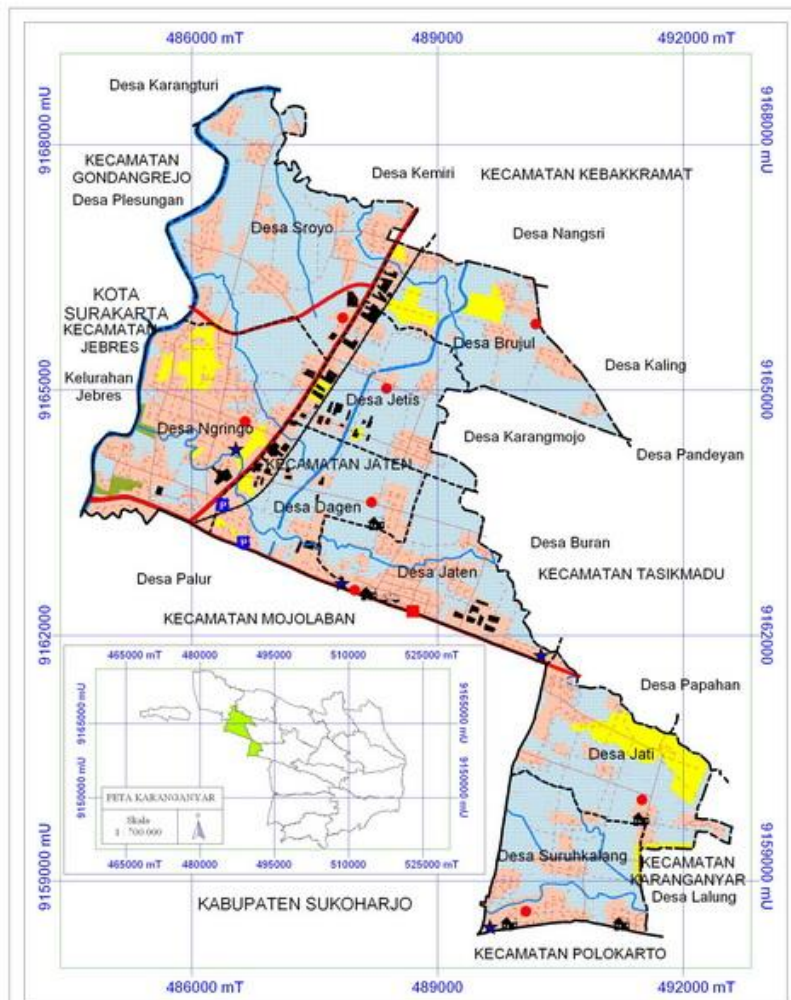 486000 mT
489000
492000 mT
Desa Karangturi
9168000 mU
9168000 mU
KECAMATAN
GONDANGREJO
Desa Kemiri
KECAMATAN KEBAKKRAMAT
Desa Plesungan
Desa Sroyo
Desa Nangsri
KOTA
SURAKARTA
KECAMATAN
JEBRES
Desa Brujul
Desa Kaling
Kelurahan
Jebres
9165000
9165000
Desa Jetis
Desa Ngringo
Desa Karangmojo
Desa Pandeyan
KECAMATAN JATEN
Desa Dagen
Desa Buran
Desa Jaten
KECAMATAN TASIKMADU
Desa Palur
KECAMATAN MOJOLABAN
9162000
9162000
465000 mT
480000
495000
510000
525000 mT
Desa Papahan
9165000 mU
9165000 mU
Desa Jati
PETA KARANGANYAR
Skala
1 : 700.000
9150000 mU
9150000 mU
465000 mT
480000
495000
510000
525000 mT
Desa Suruhkalang
KECAMATAN
KARANGANYAR
Desa Lalung
9159000 mU
9159000 mU
KABUPATEN SUKOHARJO
KECAMATAN POLOKARTO
486000 mT
489000
492000 mT